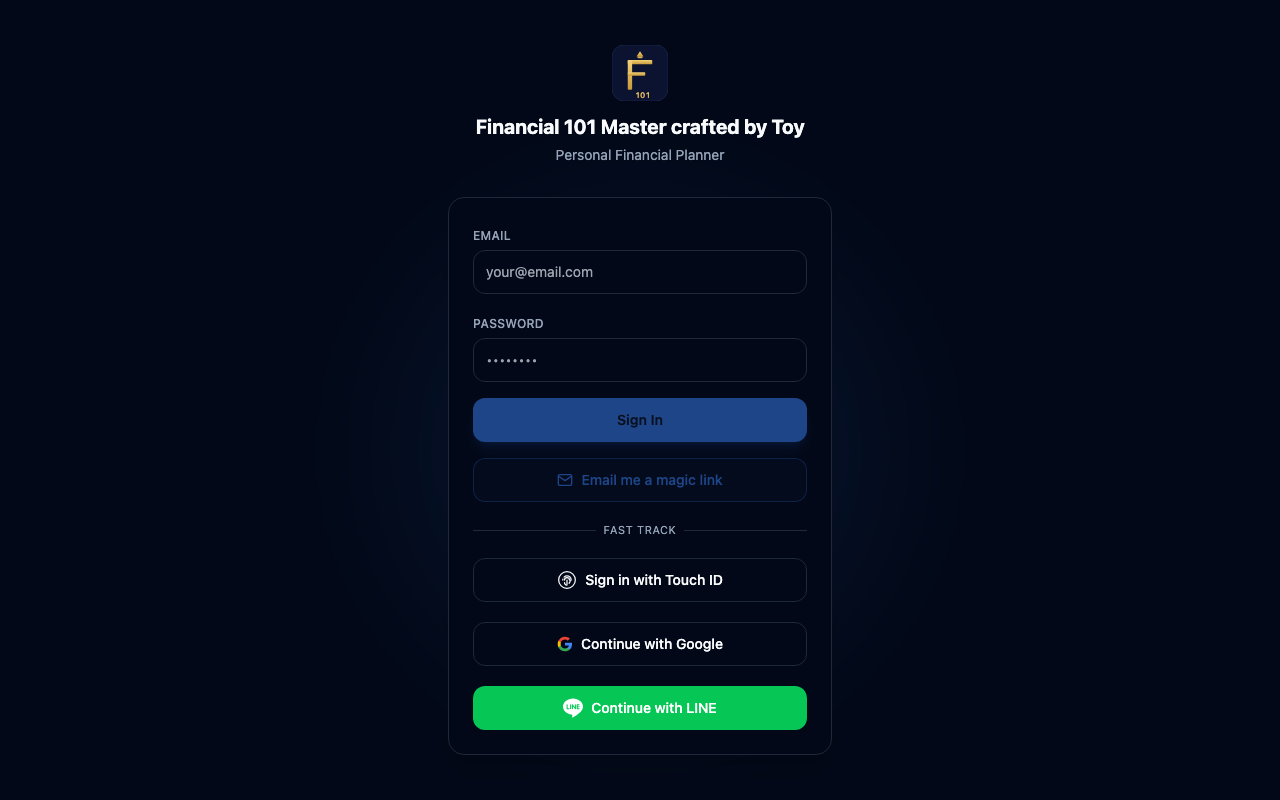 F
101
Financial 101 Master crafted by Toy
Personal Financial Planner
EMAIL
your@email.com
PASSWORD
••••••••
Sign In
Email me a magic link
FAST TRACK
Sign in with Touch ID
Continue with Google
LINE Continue with LINE